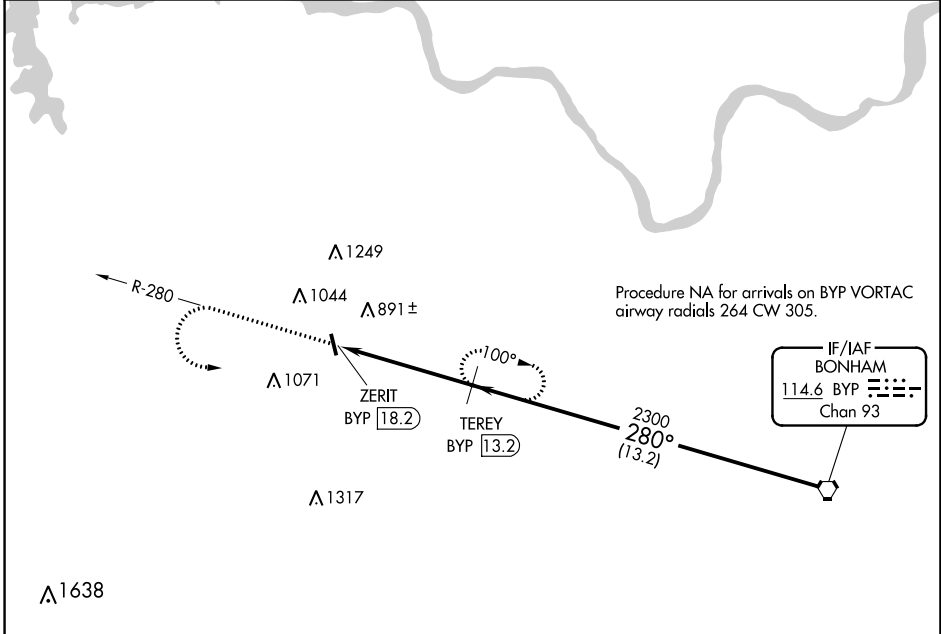 1249
R-280
1044
891±
Procedure NA for arrivals on BYP VORTAC
airway radials 264 CW 305.
IF/IAF
BONHAM
114.6 BYP
Chan 93
100°
1071
ZERIT
BYP 18.2
TEREY
BYP 13.2
2300
280°
(13.2)
1317
1638